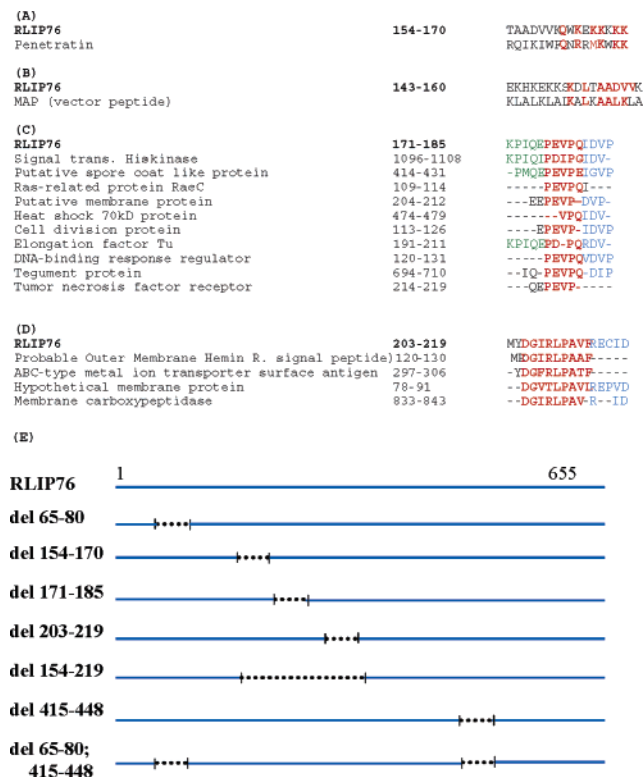 (A)
RLIP76 154-170 TAADVVKQWKEKKKKK
Penetratin RQIKIWFQNRRMKWKK
(B)
RLIP76 143-160 EKHKEKKSKDLTAADVVK
MAP (vector peptide) KLALKLALKALKAALKLA
(C)
RLIP76 171-185 KPIQEPEVPQIDVP
Signal trans. Hiskinase 1096-1108 KPIQIPDIPGIDV-
Putative spore coat like protein 414-431 -PMQEPEVPEIGVP
Ras-related protein RaeC 109-114 -----PEVPQI---
Putative membrane protein 204-212 ---EEPEVP-DVP-
Heat shock 70kD protein 474-479 -------VPQIDV-
Cell division protein 113-126 ----EPEVP-IDVP
Elongation factor Tu 191-211 KPIQEPD-PQRDV-
DNA-binding response regulator 120-131 -----PEVPQVDVP
Tegument protein 694-710 --IQ-PEVPQ-DIP
Tumor necrosis factor receptor 214-219 ---QEPEVP-----
(D)
RLIP76 203-219 MYDGIRLPAVFRECID
Probable Outer Membrane Hemin R. signal peptide) 120-130 MEDGIRLPAAF-----
ABC-type metal ion transporter surface antigen 297-306 -YDGFRLPATF-----
Hypothetical membrane protein 78-91 --DGVTLPAVLREPVD
Membrane carboxypeptidase 833-843 --DGIRLPAV-R--ID
(E)
1 655
RLIP76
del 65-80
del 154-170
del 171-185
del 203-219
del 154-219
del 415-448
del 65-80;
415-448